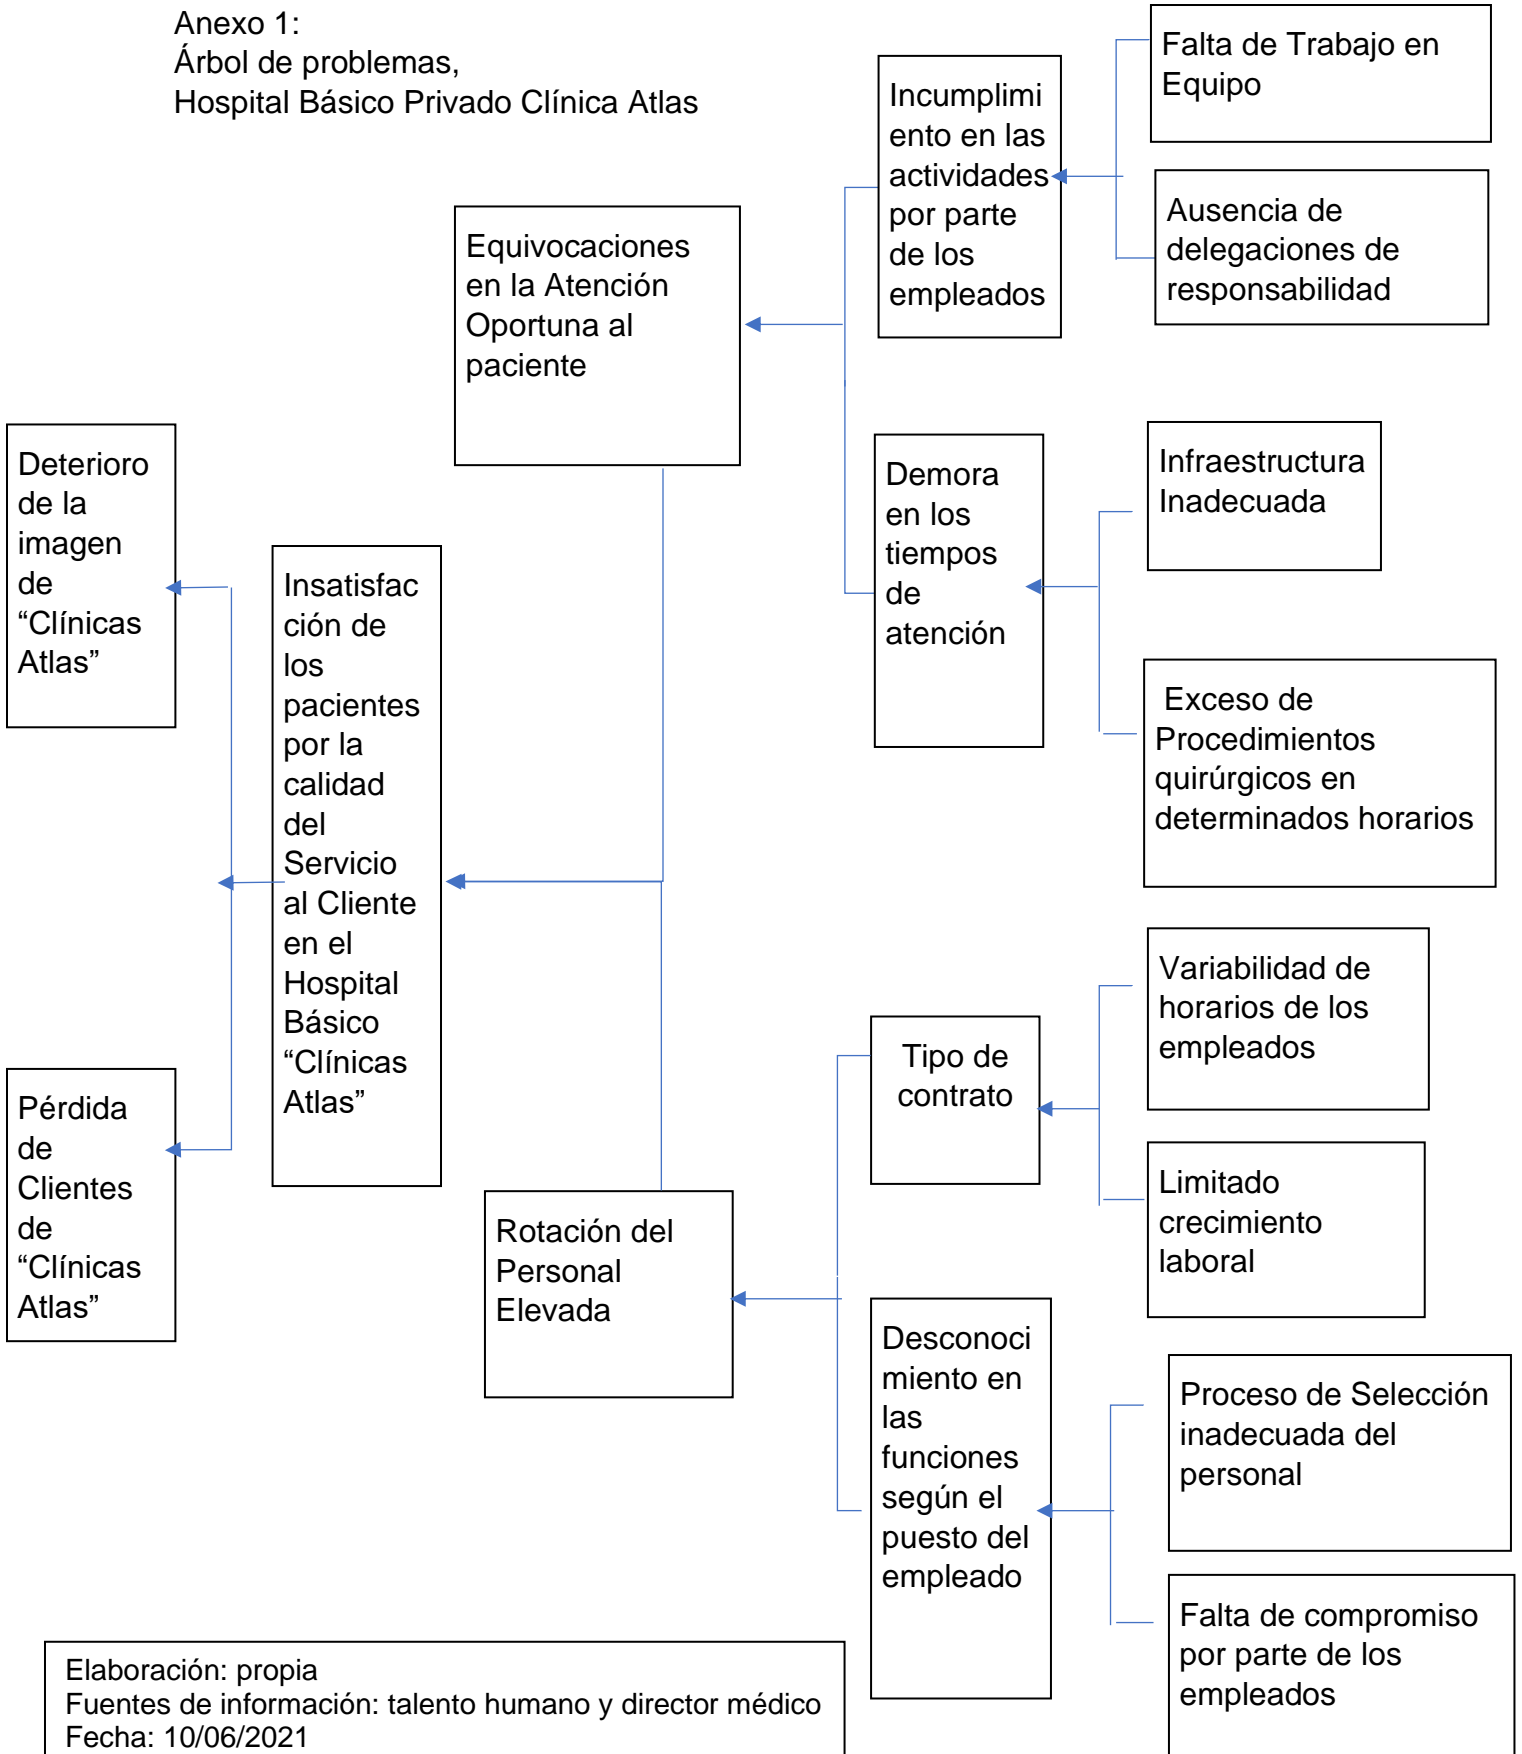 Anexo 1:
Árbol de problemas,
Hospital Básico Privado Clínica Atlas
Deterioro
de la
imagen
de
“Clínicas
Atlas”
Pérdida
de
Clientes
de
“Clínicas
Atlas”
Insatisfac
ción de
los
pacientes
por la
calidad
del
Servicio
al Cliente
en el
Hospital
Básico
“Clínicas
Atlas”
Equivocaciones
en la Atención
Oportuna al
paciente
Rotación del
Personal
Elevada
Incumplimi
ento en las
actividades
por parte
de los
empleados
Demora
en los
tiempos
de
atención
Tipo de
contrato
Desconoci
miento en
las
funciones
según el
puesto del
empleado
Falta de Trabajo en
Equipo
Ausencia de
delegaciones de
responsabilidad
Infraestructura
Inadecuada
Exceso de
Procedimientos
quirúrgicos en
determinados horarios
Variabilidad de
horarios de los
empleados
Limitado
crecimiento
laboral
Proceso de Selección
inadecuada del
personal
Falta de compromiso
por parte de los
empleados
Elaboración: propia
Fuentes de información: talento humano y director médico
Fecha: 10/06/2021